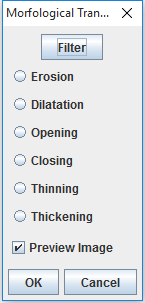 Morfological Tran...
Filter
Erosion
Dilatation
Opening
Closing
Thinning
Thickening
Preview Image
OK Cancel